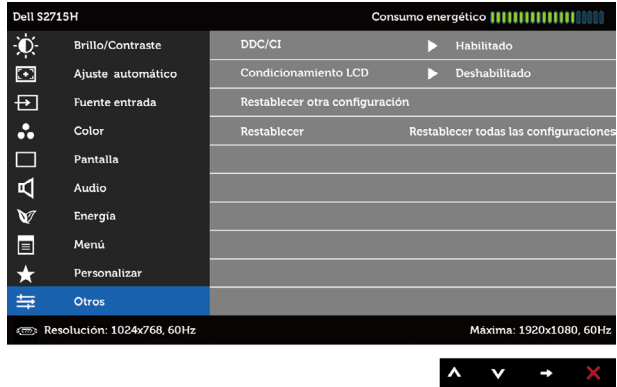 Dell S2715H
Consumo energético
Brillo/Contraste
DDC/CI
Habilitado
Ajuste automático
Condicionamiento LCD
Deshabilitado
Fuente entrada
Restablecer otra configuración
Color
Restablecer
Restablecer todas las configuraciones
Pantalla
Audio
Energía
Menú
Personalizar
Otros
Resolución: 1024x768, 60Hz
Máxima: 1920x1080, 60Hz